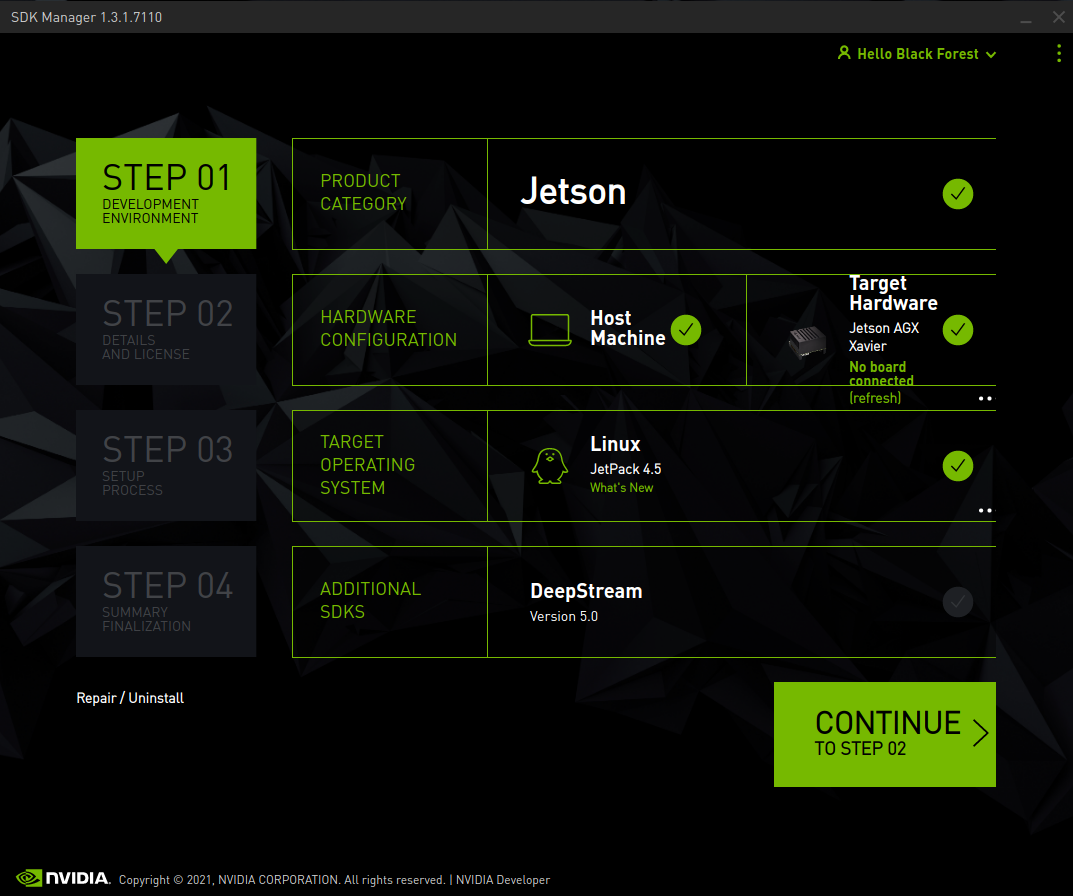 SDK Manager 1.3.1.7110
Hello Black Forest
STEP 01
DEVELOPMENT
ENVIRONMENT
PRODUCT
CATEGORY
Jetson
STEP 02
DETAILS
AND LICENSE
HARDWARE
CONFIGURATION
Host
Machine
Target
Hardware
Jetson AGX
Xavier
No board
connected
(refresh)
STEP 03
SETUP
PROCESS
TARGET
OPERATING
SYSTEM
Linux
JetPack 4.5
What's New
STEP 04
SUMMARY
FINALIZATION
ADDITIONAL
SDKS
DeepStream
Version 5.0
Repair / Uninstall
CONTINUE
TO STEP 02
NVIDIA. Copyright © 2021, NVIDIA CORPORATION. All rights reserved. | NVIDIA Developer